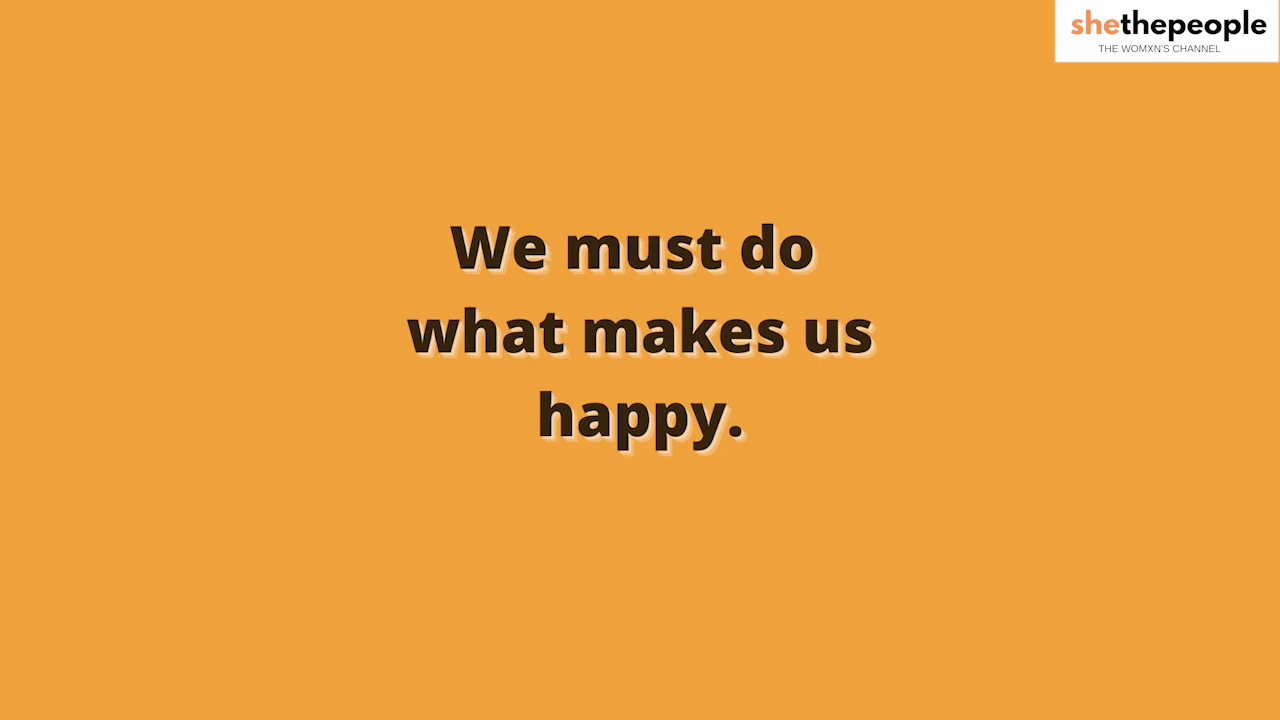 shethepeople
THE WOMXN'S CHANNEL
We must do
what makes us
happy.